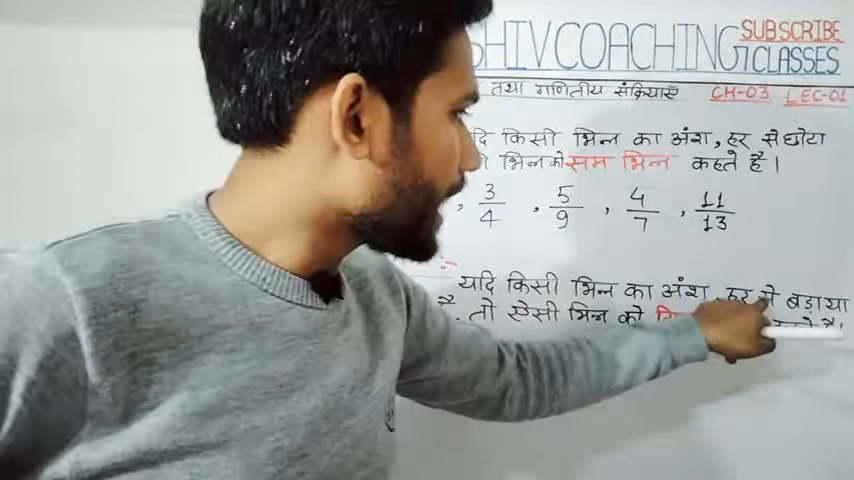 SHIV COACHING CLASSES SUBSCRIBE
तथा गणितीय संक्रियाएँ CH-03 LEC-01
किसी भिन्न का अंश, हर से छोटा
भिन्न को सम भिन्न कहते है।
, 3/4 , 5/9 , 4/7 , 11/13
:-
यदि किसी भिन्न का अंश, हर से बड़ा या
है, तो ऐसी भिन्न को